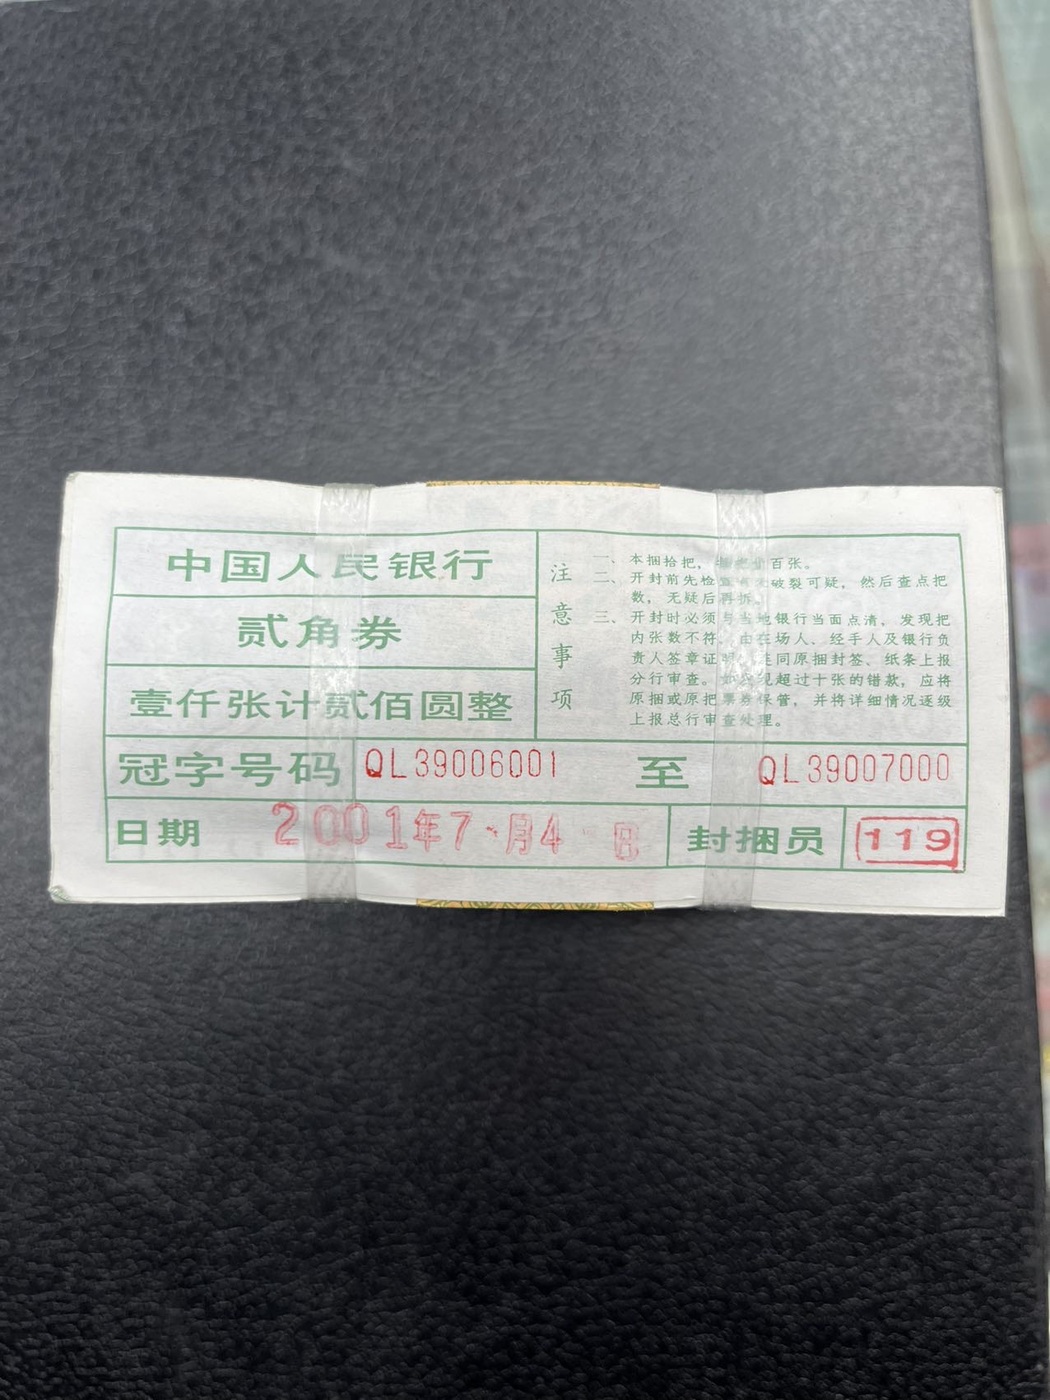 中国人民银行
贰角券
壹仟张计贰佰圆整
注意事项
一、本捆拾把，百张。
二、开封前先检破裂可疑，然后查点把
数，无疑后再拆。
三、开封时必须与当地银行当面点清，发现把
内张数不符，由在场人、经手人及银行负
责人签章证明，连同原捆封签、纸条上报
分行审查。如发现超过十张的错款，应将
原捆或原把票券保管，并将详细情况逐级
上报总行审查处理。
冠字号码 QL39006001 至 QL39007000
日期 2001年7月4日 封捆员 119